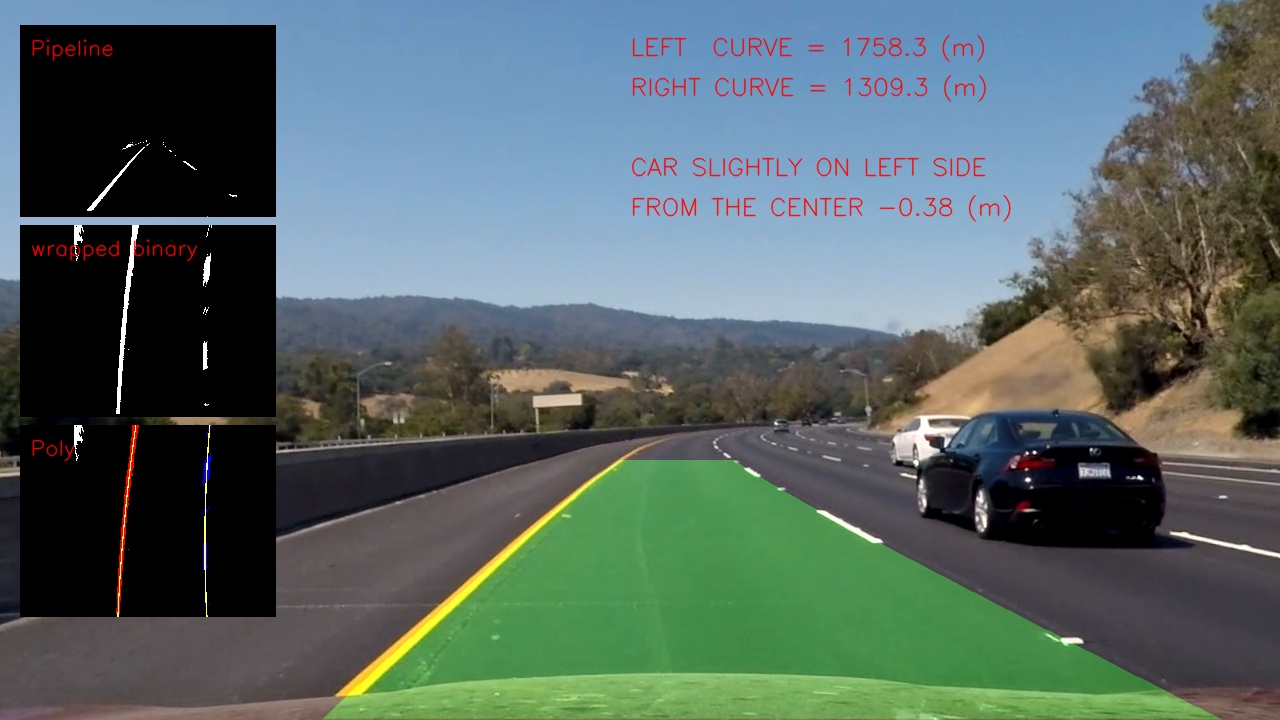 Pipeline
wrapped binary
Poly
LEFT CURVE = 1758.3 (m)
RIGHT CURVE = 1309.3 (m)
CAR SLIGHTLY ON LEFT SIDE
FROM THE CENTER -0.38 (m)